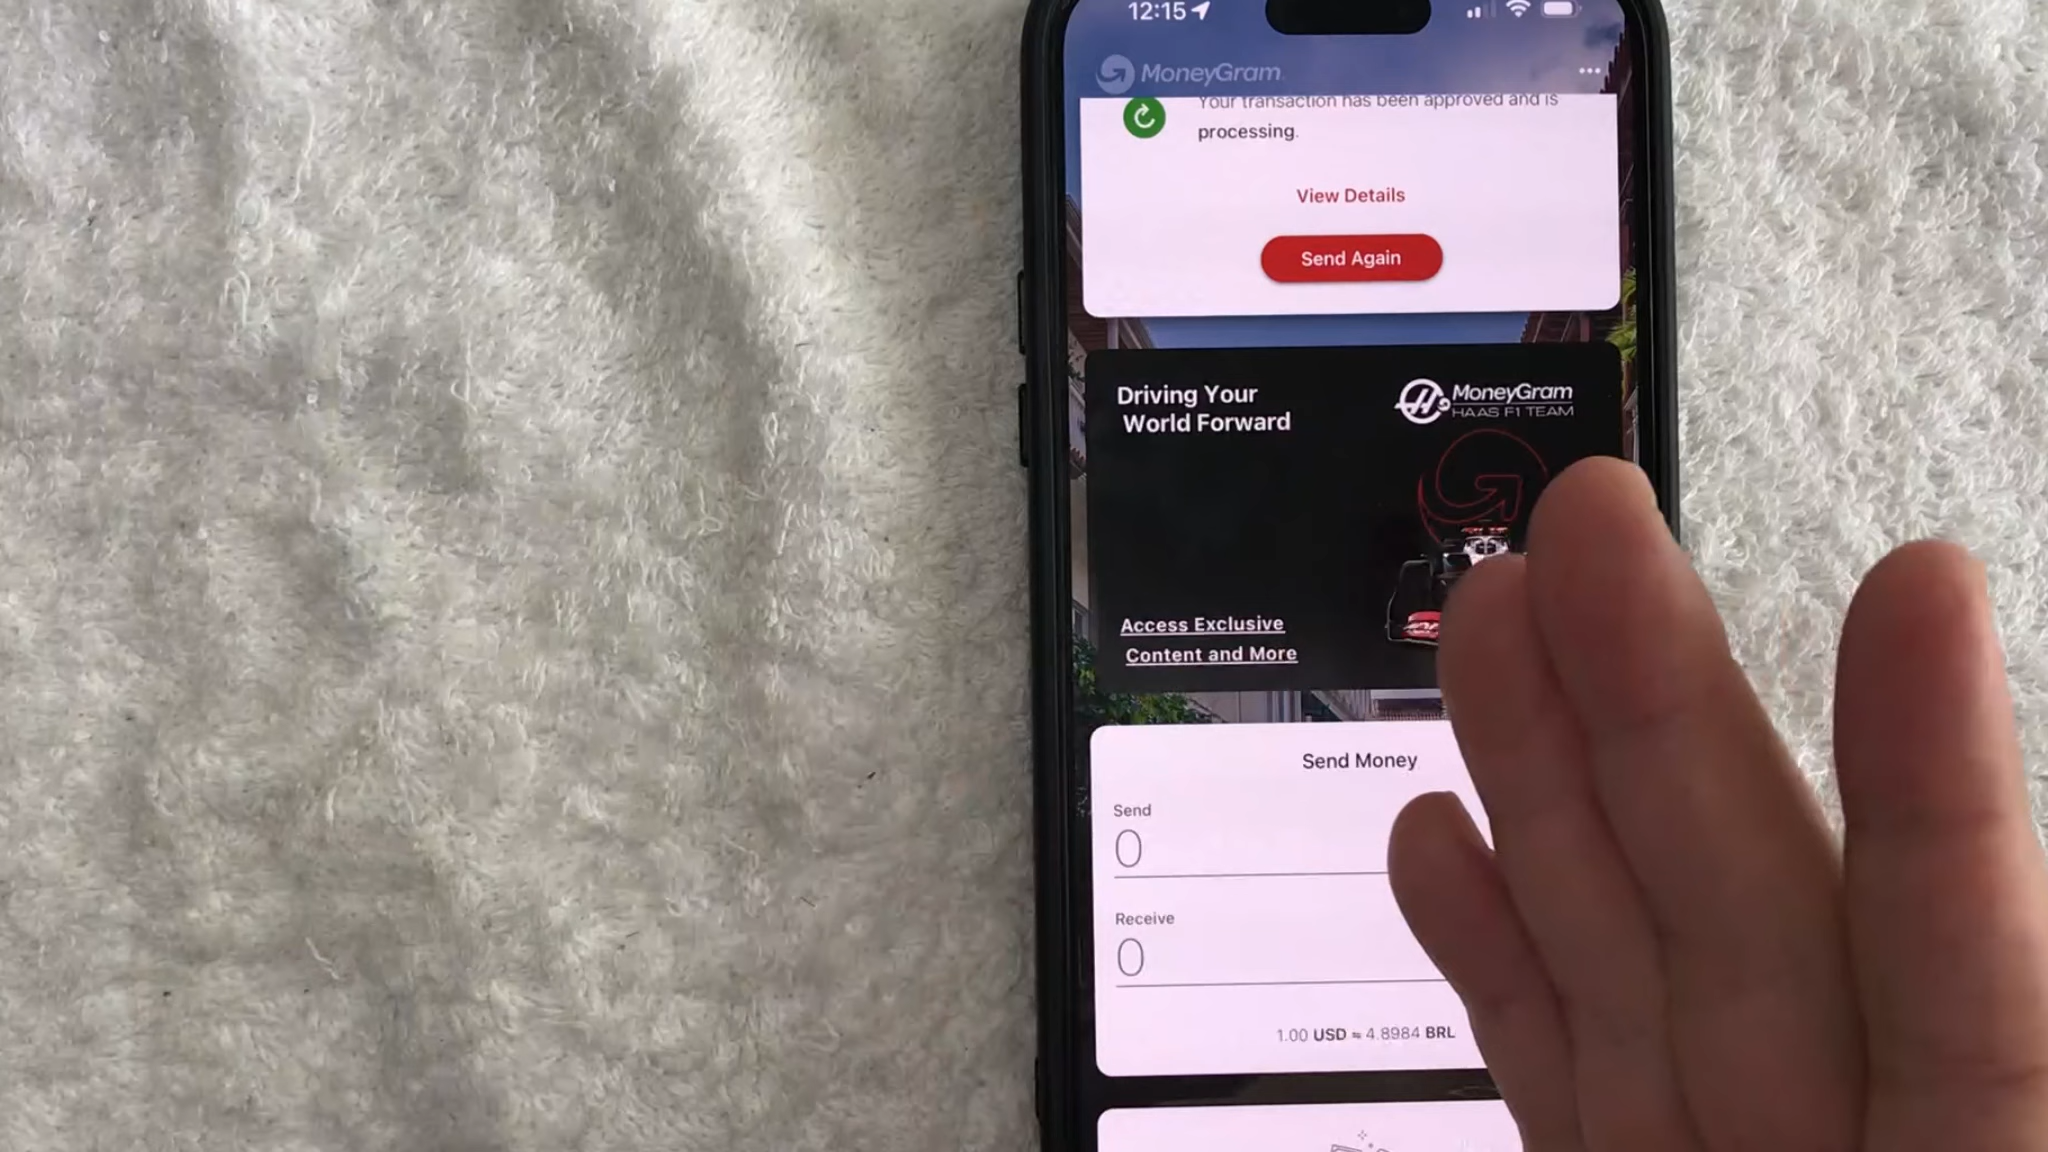 12:15
MoneyGram
Your transaction has been approved and is
processing.
View Details
Send Again
Driving Your
World Forward
MoneyGram
HAAS F1 TEAM
Access Exclusive
Content and More
Send Money
Send
0
Receive
0
1.00 USD ≈ 4.8984 BRL